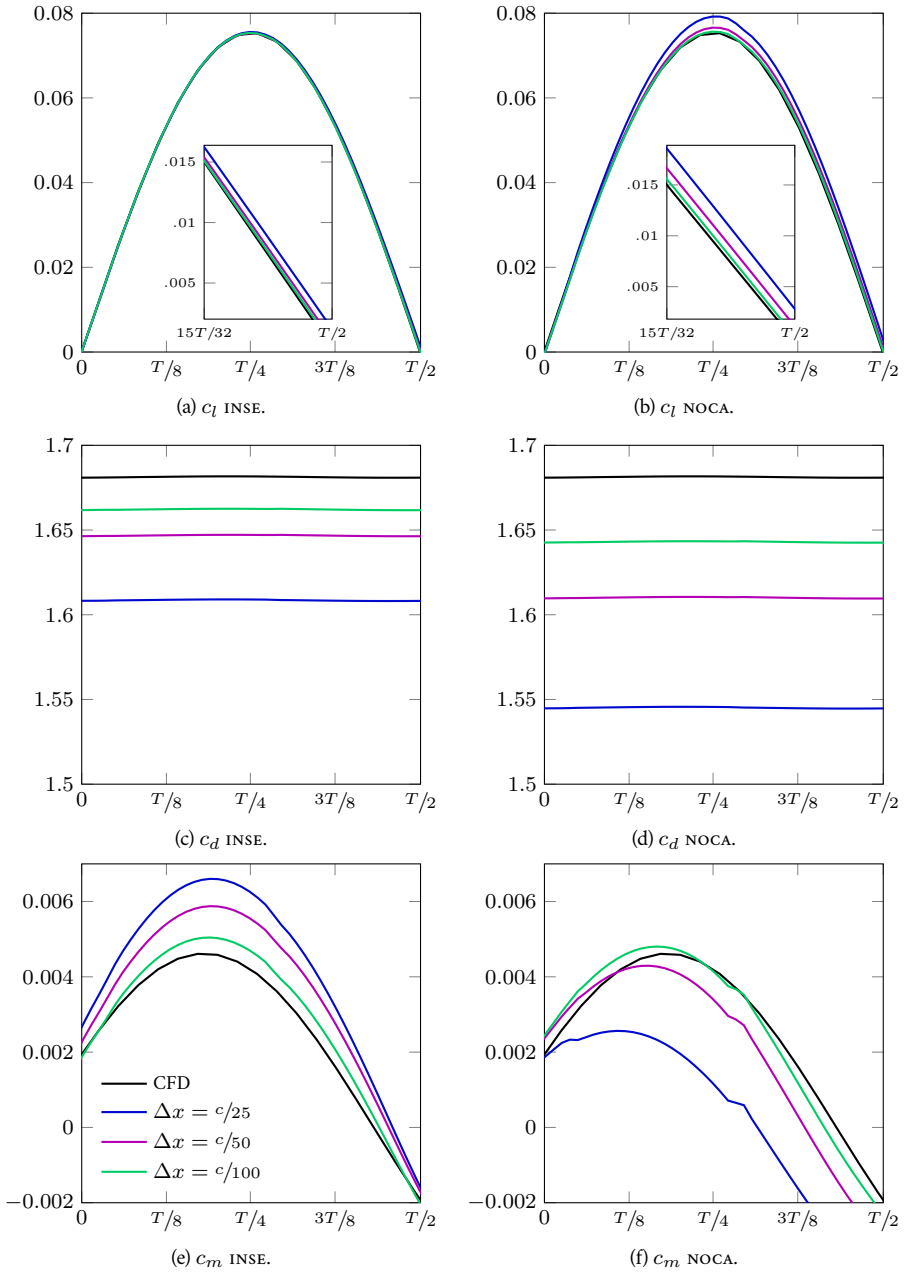 0.08
0.06
0.04
0.02
0
.015
.01
.005
15T/32
T/2
0
T/8
T/4
3T/8
T/2
(a) cₗ INSE.
0.08
0.06
0.04
0.02
0
.015
.01
.005
15T/32
T/2
0
T/8
T/4
3T/8
T/2
(b) cₗ NOCA.
1.7
1.65
1.6
1.55
1.5
0
T/8
T/4
3T/8
T/2
(c) c_d INSE.
1.7
1.65
1.6
1.55
1.5
0
T/8
T/4
3T/8
T/2
(d) c_d NOCA.
0.006
0.004
0.002
0
−0.002
CFD
Δx = c/25
Δx = c/50
Δx = c/100
0
T/8
T/4
3T/8
T/2
(e) cₘ INSE.
0.006
0.004
0.002
0
−0.002
0
T/8
T/4
3T/8
T/2
(f) cₘ NOCA.